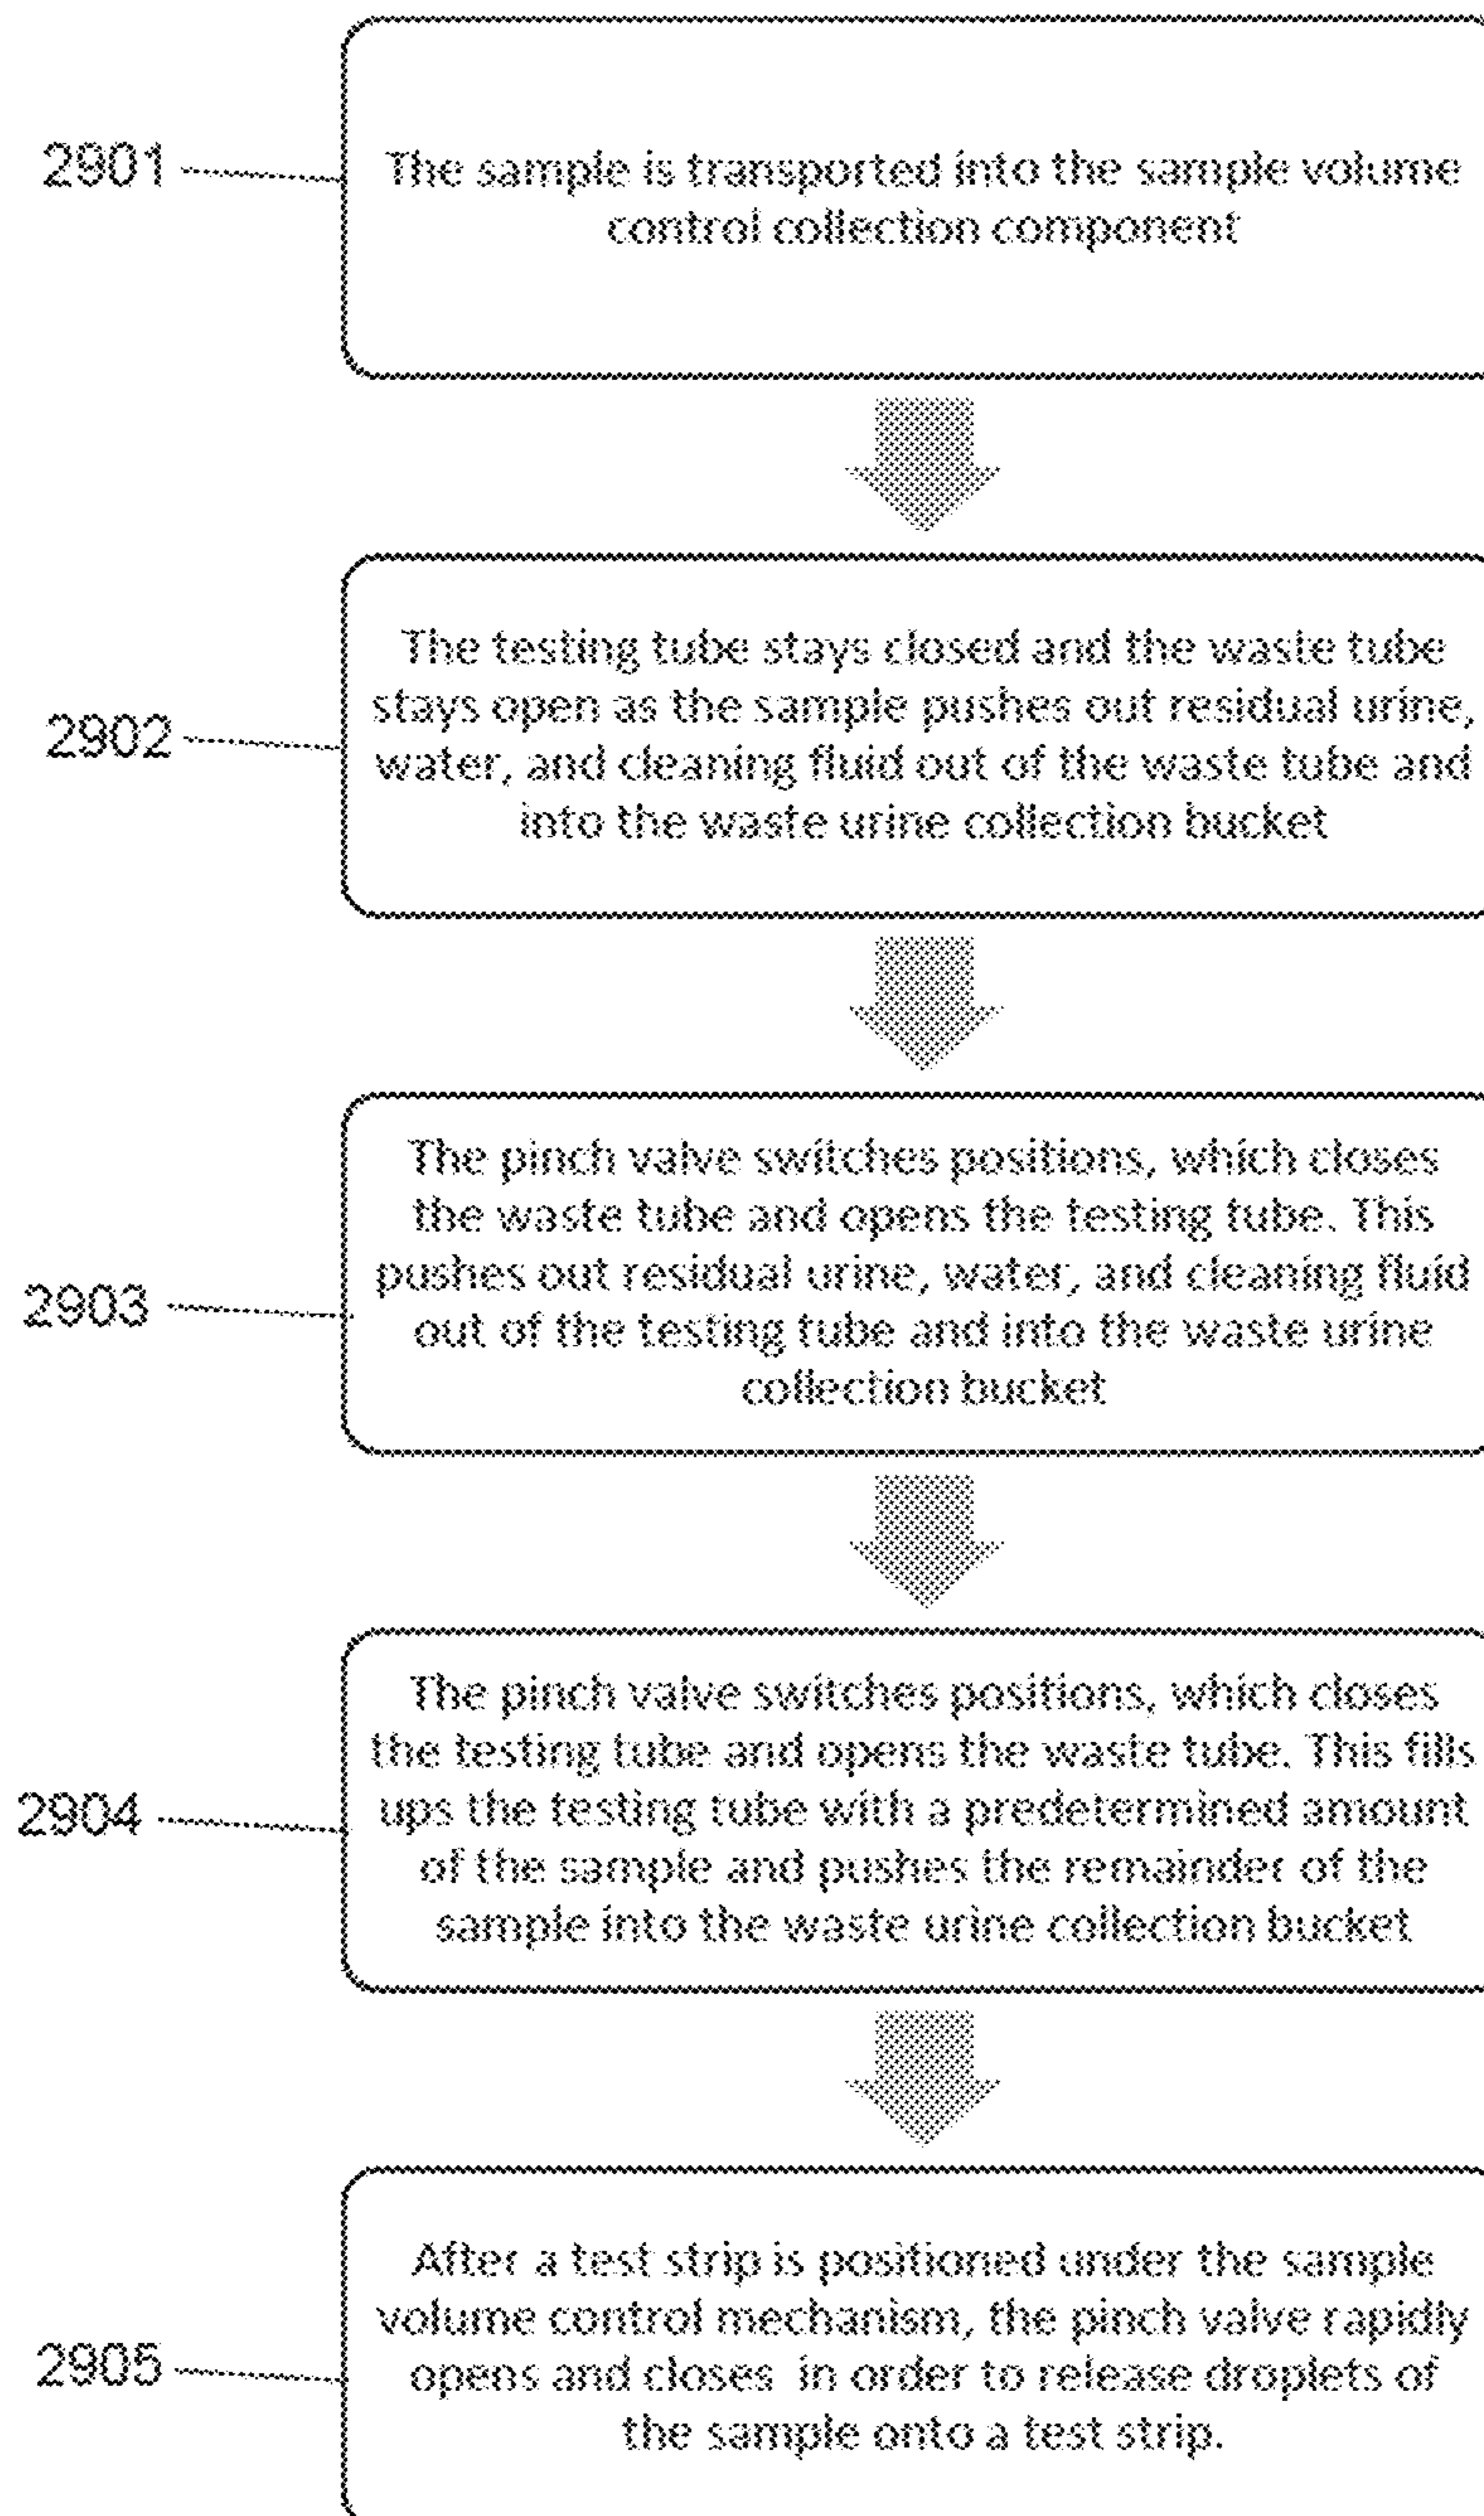 2901
The sample is transported into the sample volume
control collection component
2902
The testing tube stays closed and the waste tube
stays open as the sample pushes out residual urine,
water, and cleaning fluid out of the waste tube and
into the waste urine collection bucket
2903
The pinch valve switches positions, which closes
the waste tube and opens the testing tube. This
pushes out residual urine, water, and cleaning fluid
out of the testing tube and into the waste urine
collection bucket
2904
The pinch valve switches positions, which closes
the testing tube and opens the waste tube. This fills
ups the testing tube with a predetermined amount
of the sample and pushes the remainder of the
sample into the waste urine collection bucket
2905
After a test strip is positioned under the sample
volume control mechanism, the pinch valve rapidly
opens and closes in order to release droplets of
the sample onto a test strip.